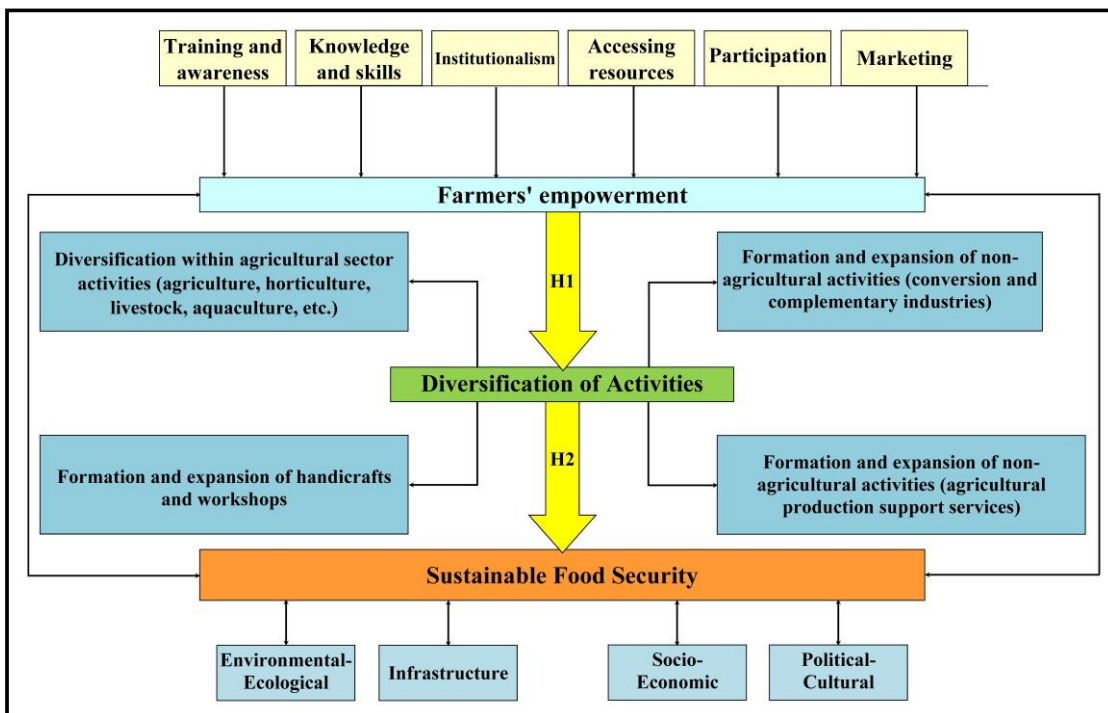 Training and
awareness
Knowledge
and skills
Institutionalism
Accessing
resources
Participation
Marketing
Farmers' empowerment
Diversification within agricultural sector
activities (agriculture, horticulture,
livestock, aquaculture, etc.)
H1
Formation and expansion of non-
agricultural activities (conversion and
complementary industries)
Diversification of Activities
Formation and expansion of handicrafts
and workshops
H2
Formation and expansion of non-
agricultural activities (agricultural
production support services)
Sustainable Food Security
Environmental-
Ecological
Infrastructure
Socio-
Economic
Political-
Cultural